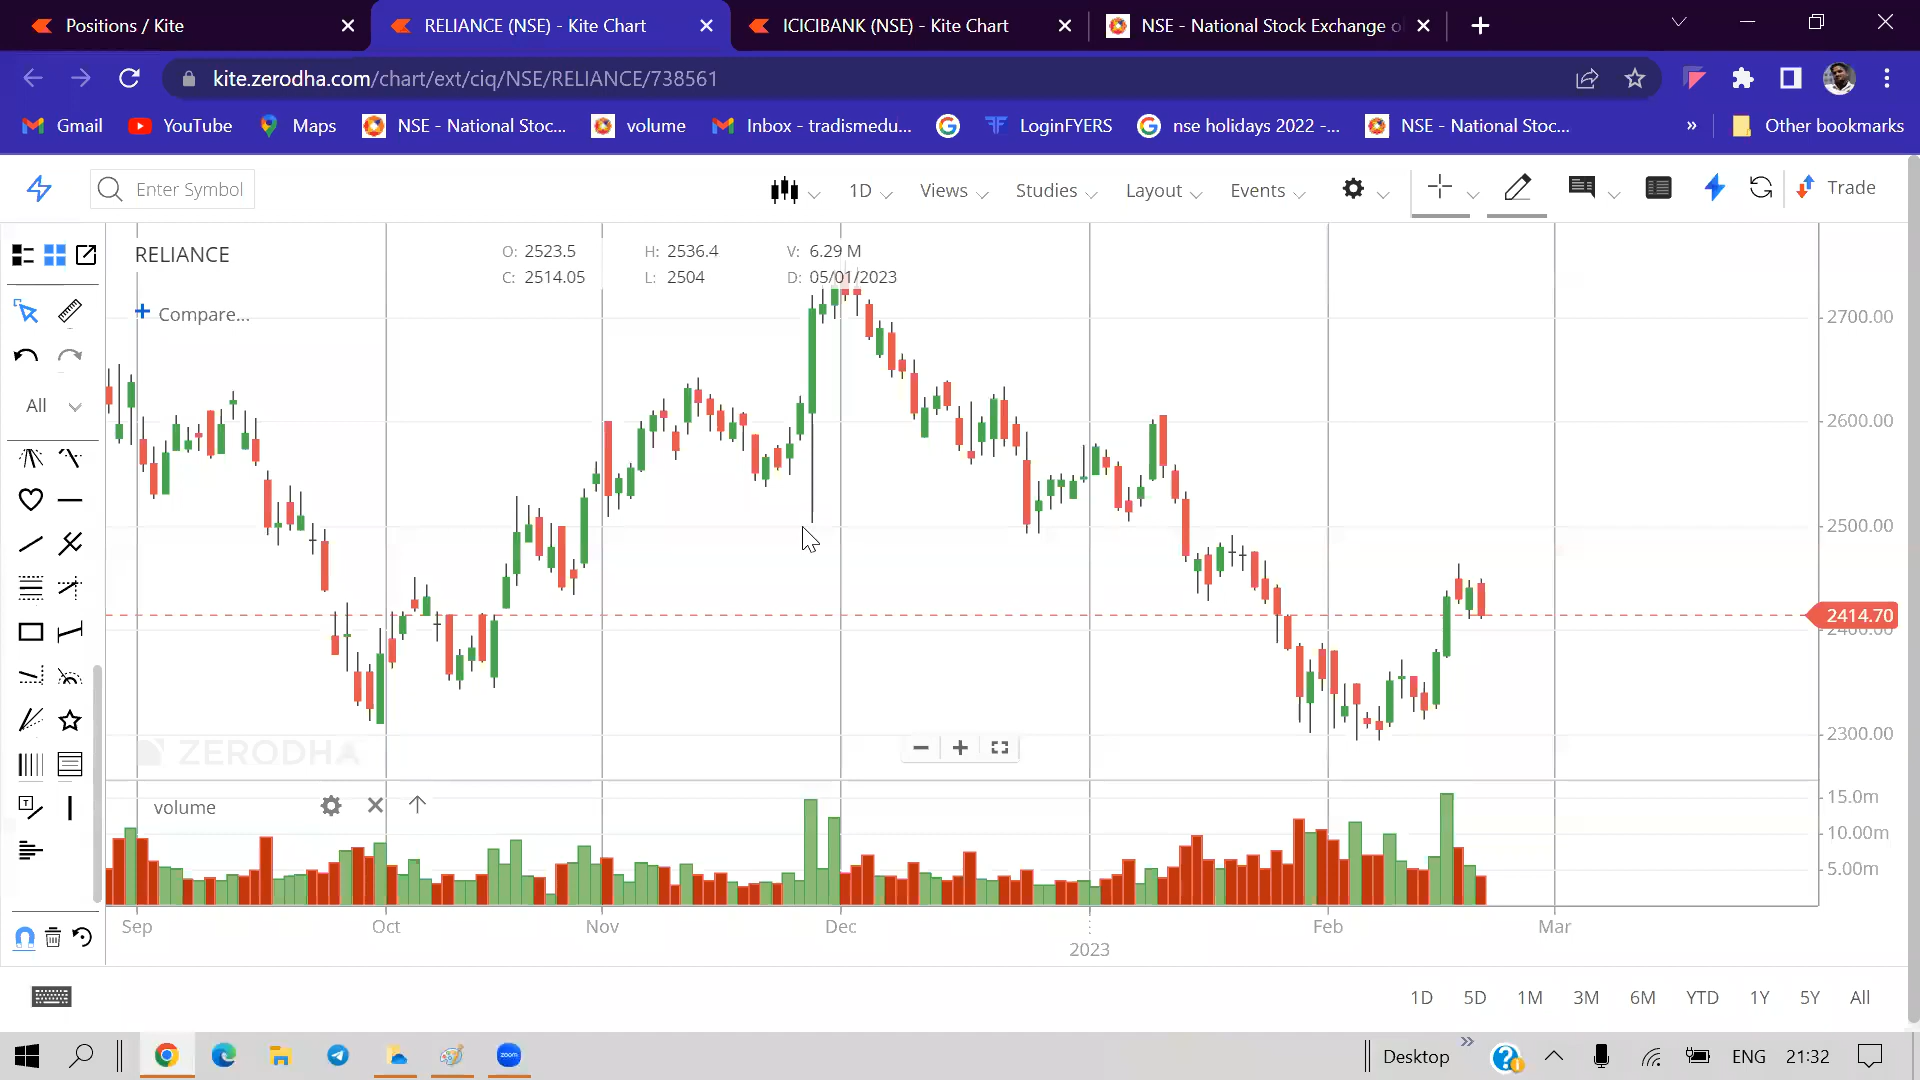 Positions / Kite
RELIANCE (NSE) - Kite Chart
ICICIBANK (NSE) - Kite Chart
NSE - National Stock Exchange o
kite.zerodha.com/chart/ext/ciq/NSE/RELIANCE/738561
Gmail
YouTube
Maps
NSE - National Stoc...
volume
Inbox - tradismedu...
LoginFYERS
nse holidays 2022 -...
NSE - National Stoc...
»
Other bookmarks
Enter Symbol
1D
Views
Studies
Layout
Events
Trade
RELIANCE
O: 2523.5
H: 2536.4
V: 6.29 M
C: 2514.05
L: 2504
D: 05/01/2023
+ Compare...
All
2700.00
2600.00
2500.00
2414.70
2400.00
2300.00
ZERODHA
volume
15.0m
10.00m
5.00m
Sep
Oct
Nov
Dec
Feb
Mar
2023
1D
5D
1M
3M
6M
YTD
1Y
5Y
All
zoom
Desktop
»
ENG
21:32